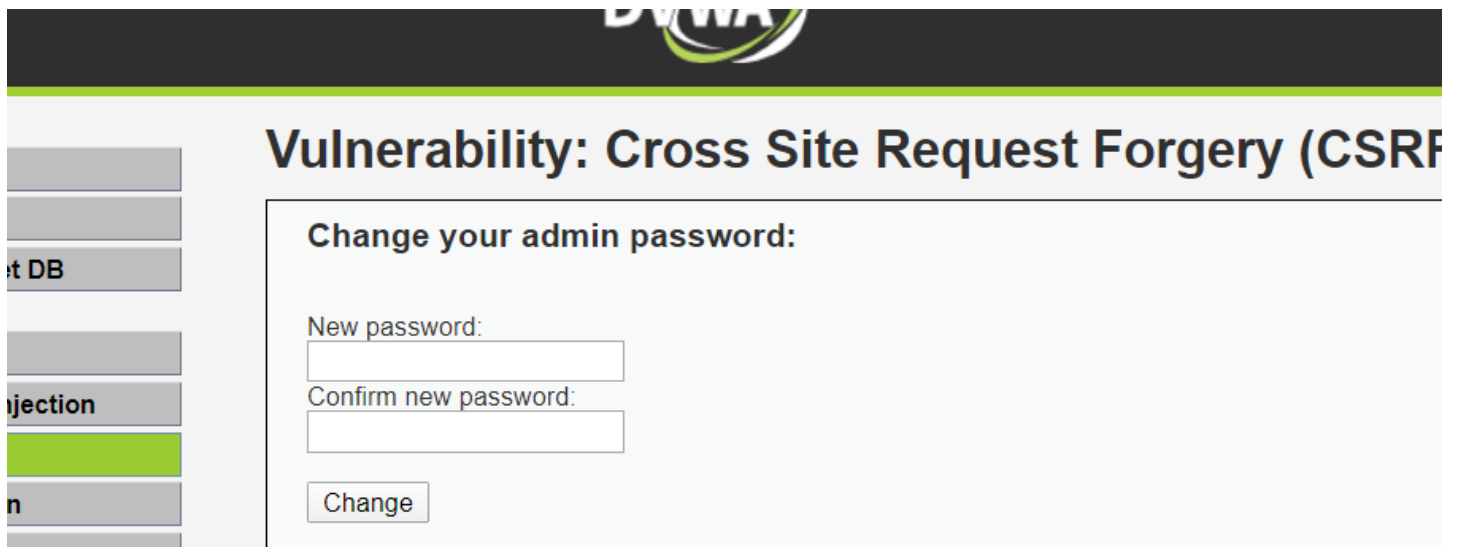 DVWA
Vulnerability: Cross Site Request Forgery (CSRF
Change your admin password:
et DB
New password:
Confirm new password:
njection
n
Change